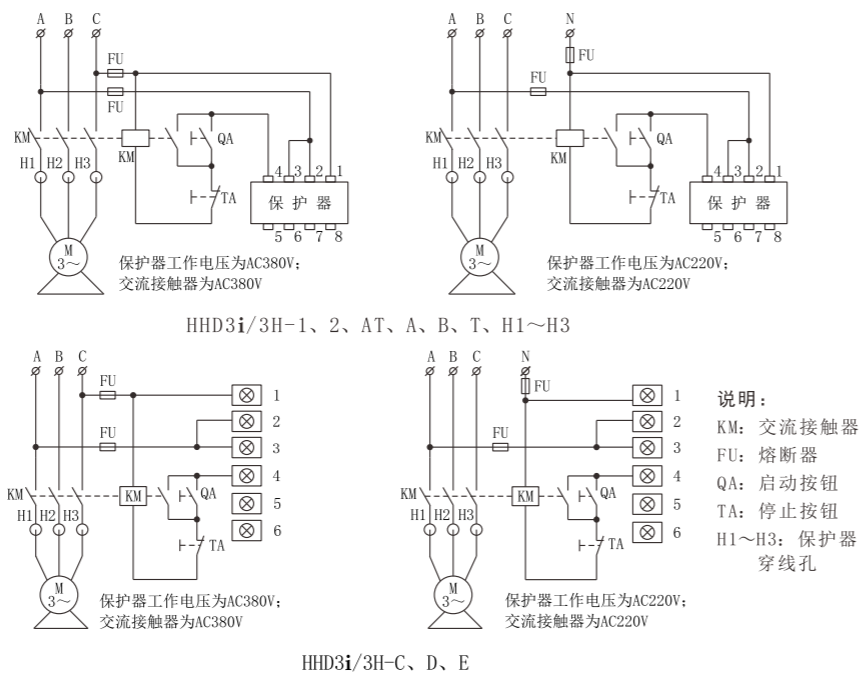 A B C
FU
FU
KM
KM
QA
H1 H2 H3
TA
4 3 2 1
保护器
5 6 7 8
M
3~
保护器工作电压为AC380V;
交流接触器为AC380V
A B C N
FU
FU
KM
KM
QA
H1 H2 H3
TA
4 3 2 1
保护器
5 6 7 8
M
3~
保护器工作电压为AC220V;
交流接触器为AC220V
HHD3i/3H-1、2、AT、A、B、T、H1~H3
A B C
FU
FU
1
2
3
4
5
6
KM
KM
QA
H1 H2 H3
TA
M
3~
保护器工作电压为AC380V;
交流接触器为AC380V
A B C N
FU
FU
1
2
3
4
5
6
KM
KM
QA
H1 H2 H3
TA
M
3~
保护器工作电压为AC220V;
交流接触器为AC220V
说明:
KM: 交流接触器
FU: 熔断器
QA: 启动按钮
TA: 停止按钮
H1~H3: 保护器
穿线孔
HHD3i/3H-C、D、E